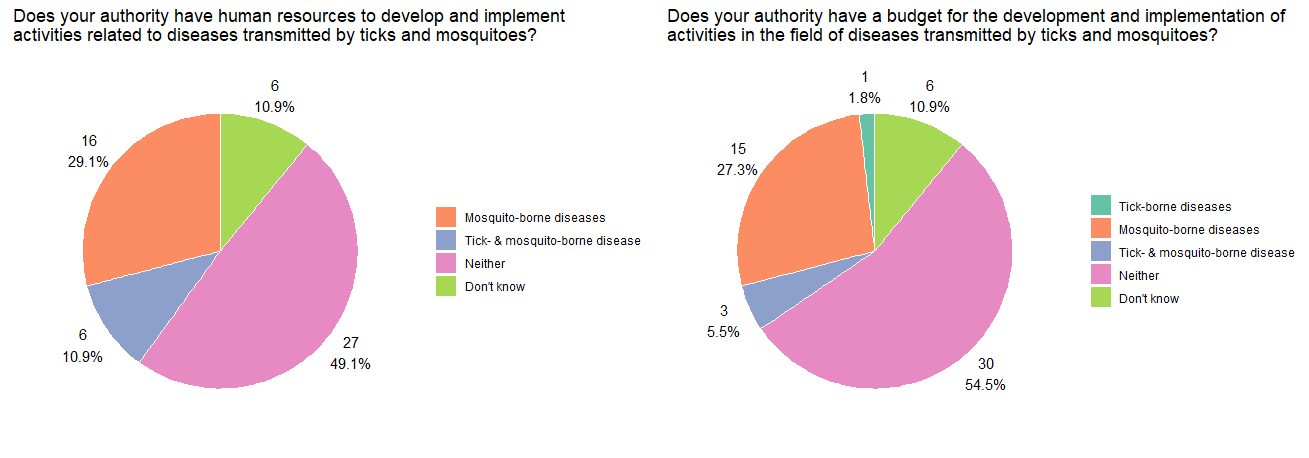 Does your authority have human resources to develop and implement
activities related to diseases transmitted by ticks and mosquitoes?
6
10.9%
16
29.1%
6
10.9%
27
49.1%
Mosquito-borne diseases
Tick- & mosquito-borne disease
Neither
Don't know
Does your authority have a budget for the development and implementation of
activities in the field of diseases transmitted by ticks and mosquitoes?
1
1.8%
6
10.9%
15
27.3%
3
5.5%
30
54.5%
Tick-borne diseases
Mosquito-borne diseases
Tick- & mosquito-borne disease
Neither
Don't know